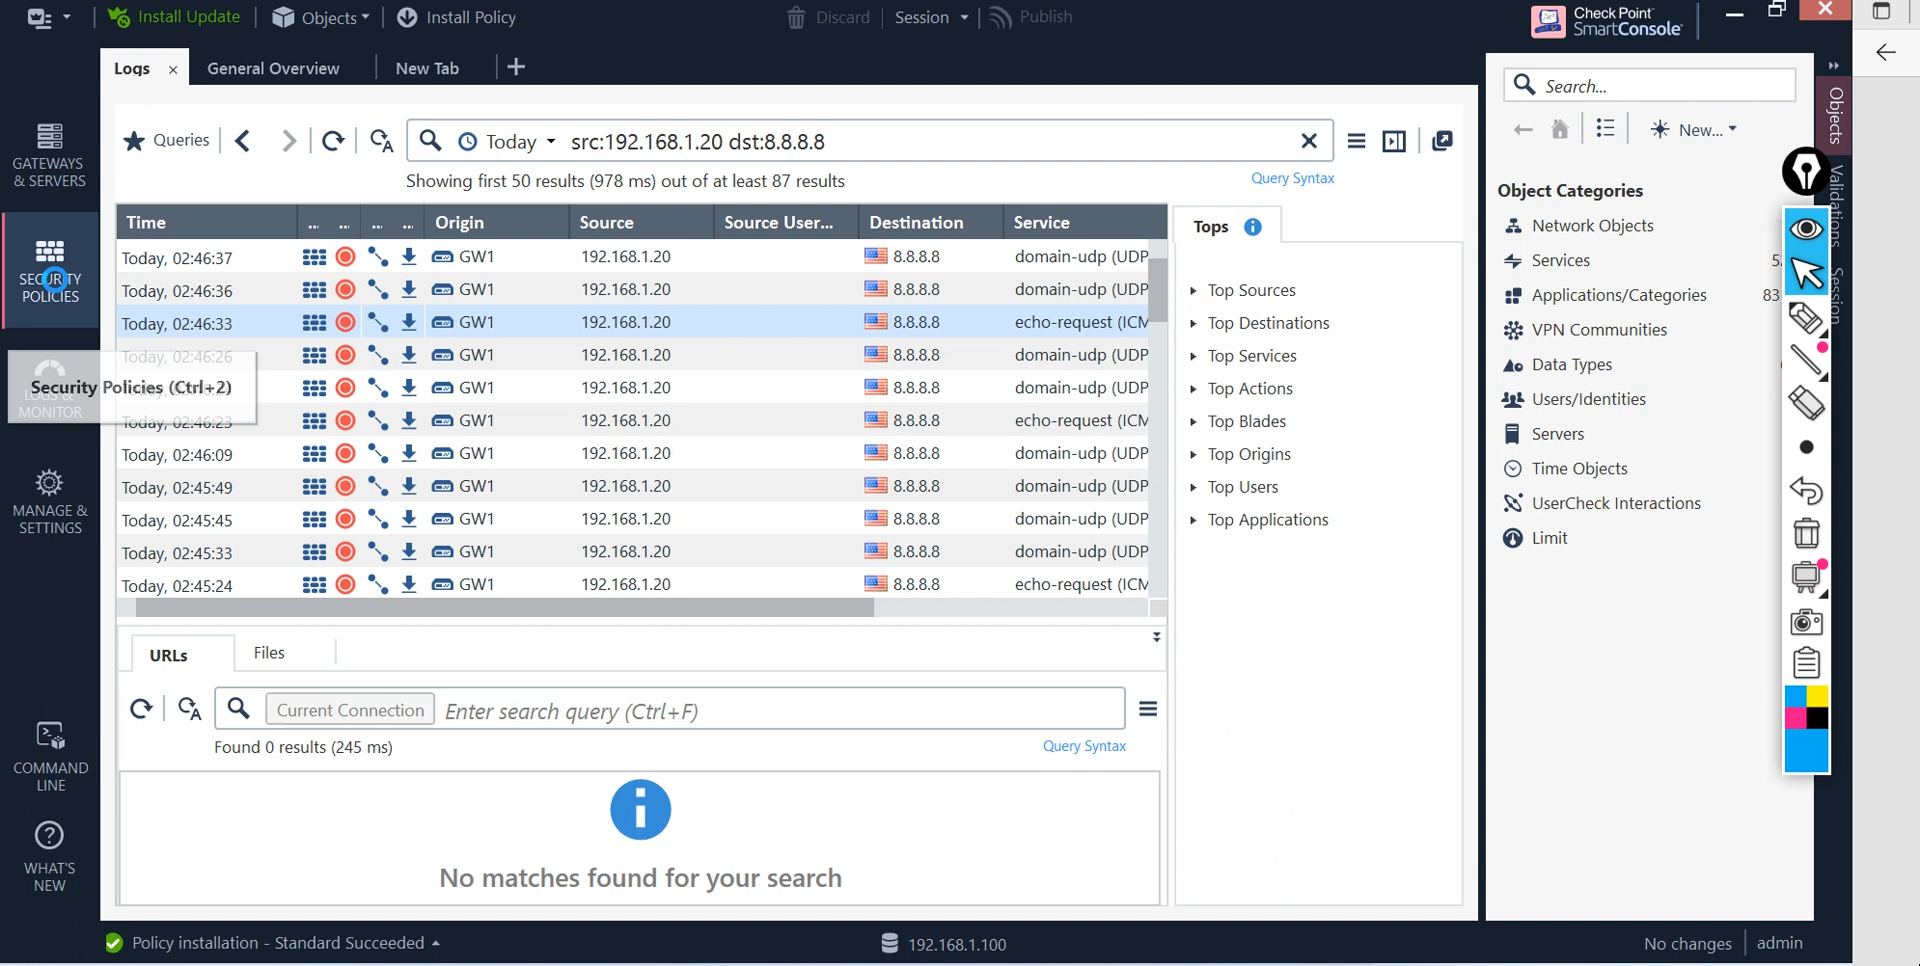 Install Update
Objects
Install Policy
Discard
Session
Publish
Check Point
SmartConsole
Logs ×
General Overview
New Tab
+
Queries
Today
src:192.168.1.20 dst:8.8.8.8
Showing first 50 results (978 ms) out of at least 87 results
Query Syntax
Time ... ... ... ... Origin Source Source User... Destination Service
Today, 02:46:37 GW1 192.168.1.20 8.8.8.8 domain-udp (UDP
Today, 02:46:36 GW1 192.168.1.20 8.8.8.8 domain-udp (UDP
Today, 02:46:33 GW1 192.168.1.20 8.8.8.8 echo-request (ICM
Today, 02:46:26 GW1 192.168.1.20 8.8.8.8 domain-udp (UDP
GW1 192.168.1.20 8.8.8.8 domain-udp (UDP
Today, 02:46:23 GW1 192.168.1.20 8.8.8.8 echo-request (ICM
Today, 02:46:09 GW1 192.168.1.20 8.8.8.8 domain-udp (UDP
Today, 02:45:49 GW1 192.168.1.20 8.8.8.8 domain-udp (UDP
Today, 02:45:45 GW1 192.168.1.20 8.8.8.8 domain-udp (UDP
Today, 02:45:33 GW1 192.168.1.20 8.8.8.8 domain-udp (UDP
Today, 02:45:24 GW1 192.168.1.20 8.8.8.8 echo-request (ICM
GATEWAYS
& SERVERS
SECURITY
POLICIES
Security Policies (Ctrl+2)
LOGS &
MONITOR
MANAGE &
SETTINGS
COMMAND
LINE
WHAT'S
NEW
Tops
Top Sources
Top Destinations
Top Services
Top Actions
Top Blades
Top Origins
Top Users
Top Applications
URLs
Files
Current Connection
Enter search query (Ctrl+F)
Found 0 results (245 ms)
Query Syntax
No matches found for your search
Search...
New...
Object Categories
Network Objects
Services
Applications/Categories 83
VPN Communities
Data Types
Users/Identities
Servers
Time Objects
UserCheck Interactions
Limit
Objects
Validations
Session
Policy installation - Standard Succeeded
192.168.1.100
No changes
admin